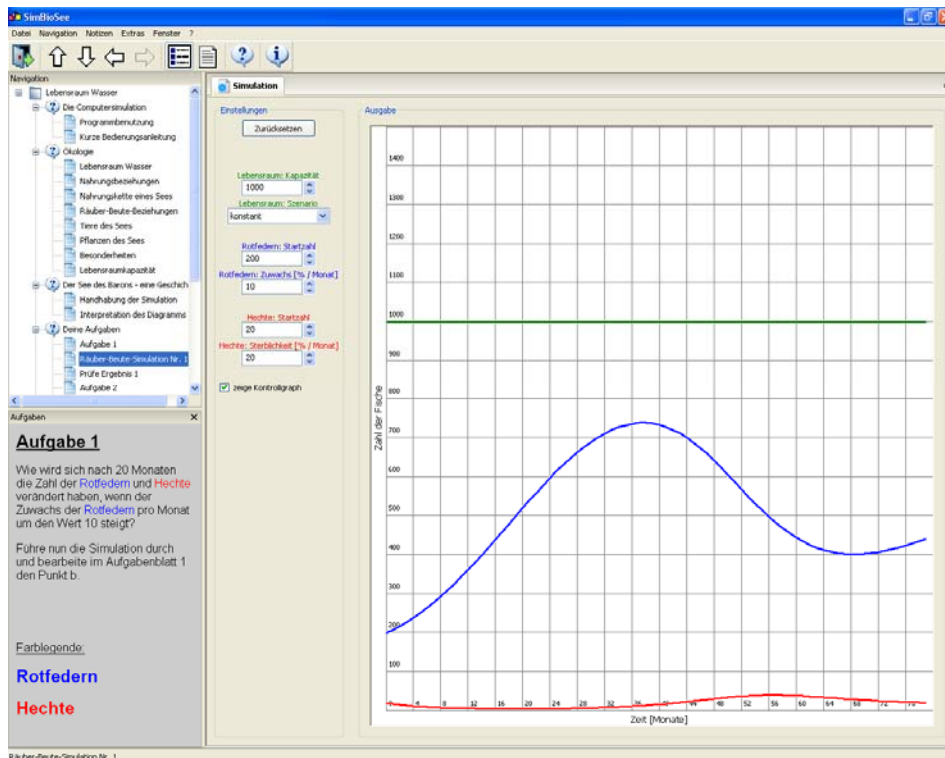 SimBioSee
Datei Navigation Notizen Extras Fenster ?
Navigation
Lebensraum Wasser
Die Computersimulation
Programmbenutzung
Kurze Bedienungsanleitung
Ökologie
Lebensraum Wasser
Nahrungsbeziehungen
Nahrungskette eines Sees
Räuber-Beute-Beziehungen
Tiere des Sees
Pflanzen des Sees
Besonderheiten
Lebensraumkapazität
Der See des Barons - eine Geschich
Handhabung der Simulation
Interpretation des Diagramms
Deine Aufgaben
Aufgabe 1
Räuber-Beute-Simulation Nr. 1
Prüfe Ergebnis 1
Aufgabe 2
Aufgaben
Aufgabe 1
Wie wird sich nach 20 Monaten
die Zahl der Rotfedern und Hechte
verändert haben, wenn der
Zuwachs der Rotfedern pro Monat
um den Wert 10 steigt?
Führe nun die Simulation durch
und bearbeite im Aufgabenblatt 1
den Punkt b.
Farblegende:
Rotfedern
Hechte
Simulation
Einstellungen
Zurücksetzen
Lebensraum: Kapazität
1000
Lebensraum: Szenario
konstant
Rotfedern: Startzahl
200
Rotfedern: Zuwachs [% / Monat]
10
Hechte: Startzahl
20
Hechte: Sterblichkeit [% / Monat]
20
zeige Kontrollgraph
Ausgabe
1400
1300
1200
1100
1000
900
800
700
600
500
400
300
200
100
Zahl der Fische
4 8 12 16 20 24 28 32 36 40 44 48 52 56 60 64 68 72
Zeit [Monate]
Räuber-Beute-Simulation Nr. 1